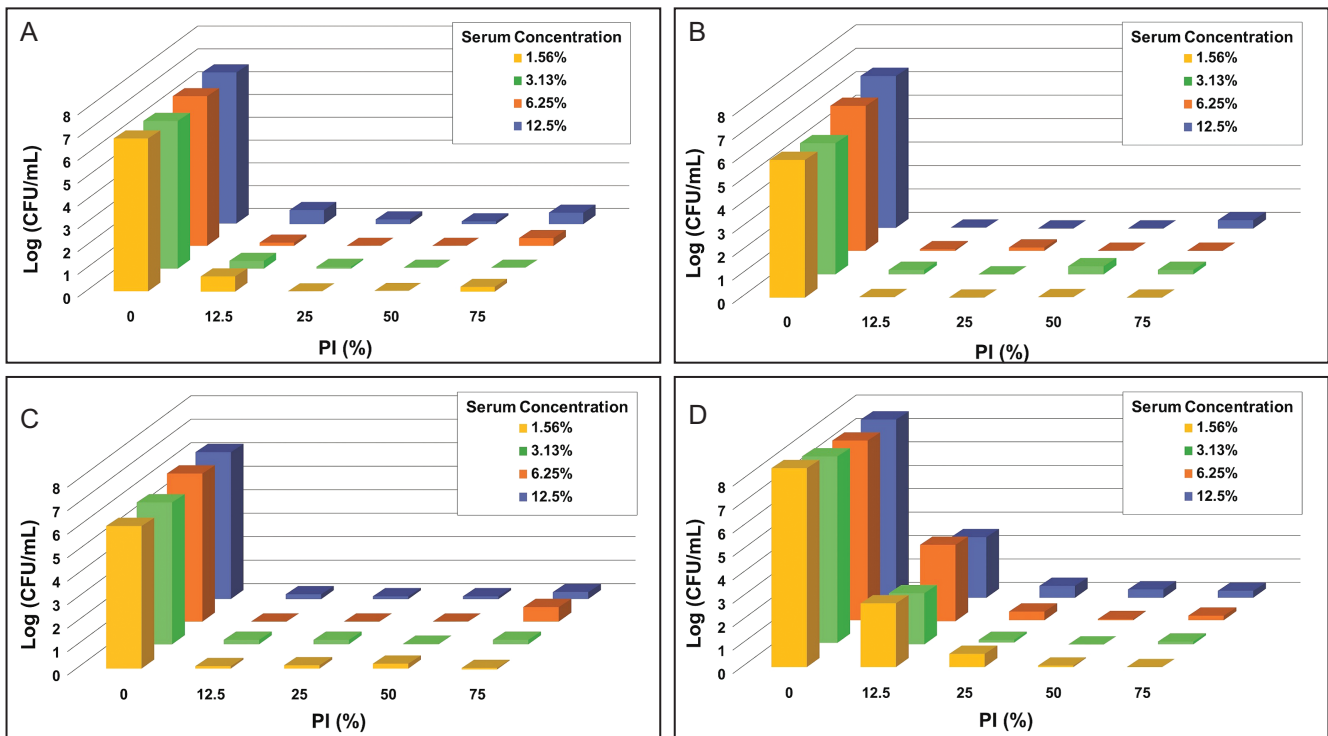 A
Serum Concentration
1.56%
3.13%
6.25%
12.5%
Log (CFU/mL)
8
7
6
5
4
3
2
1
0
0 12.5 25 50 75
PI (%)
B
Serum Concentration
1.56%
3.13%
6.25%
12.5%
Log (CFU/mL)
8
7
6
5
4
3
2
1
0
0 12.5 25 50 75
PI (%)
C
Serum Concentration
1.56%
3.13%
6.25%
12.5%
Log (CFU/mL)
8
7
6
5
4
3
2
1
0
0 12.5 25 50 75
PI (%)
D
Serum Concentration
1.56%
3.13%
6.25%
12.5%
Log (CFU/mL)
8
7
6
5
4
3
2
1
0
0 12.5 25 50 75
PI (%)